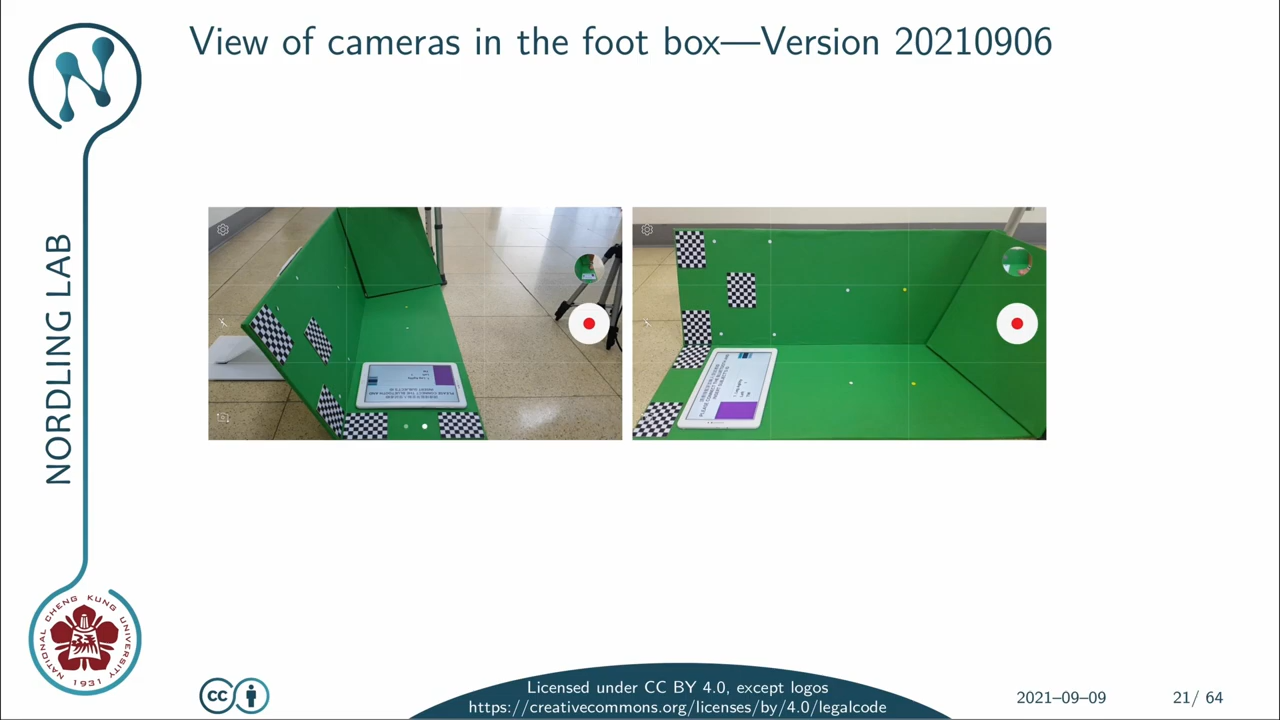 View of cameras in the foot box—Version 20210906
NORDLING LAB
NATIONAL CHENG KUNG UNIVERSITY
1931
Licensed under CC BY 4.0, except logos
https://creativecommons.org/licenses/by/4.0/legalcode
2021–09–09
21/ 64